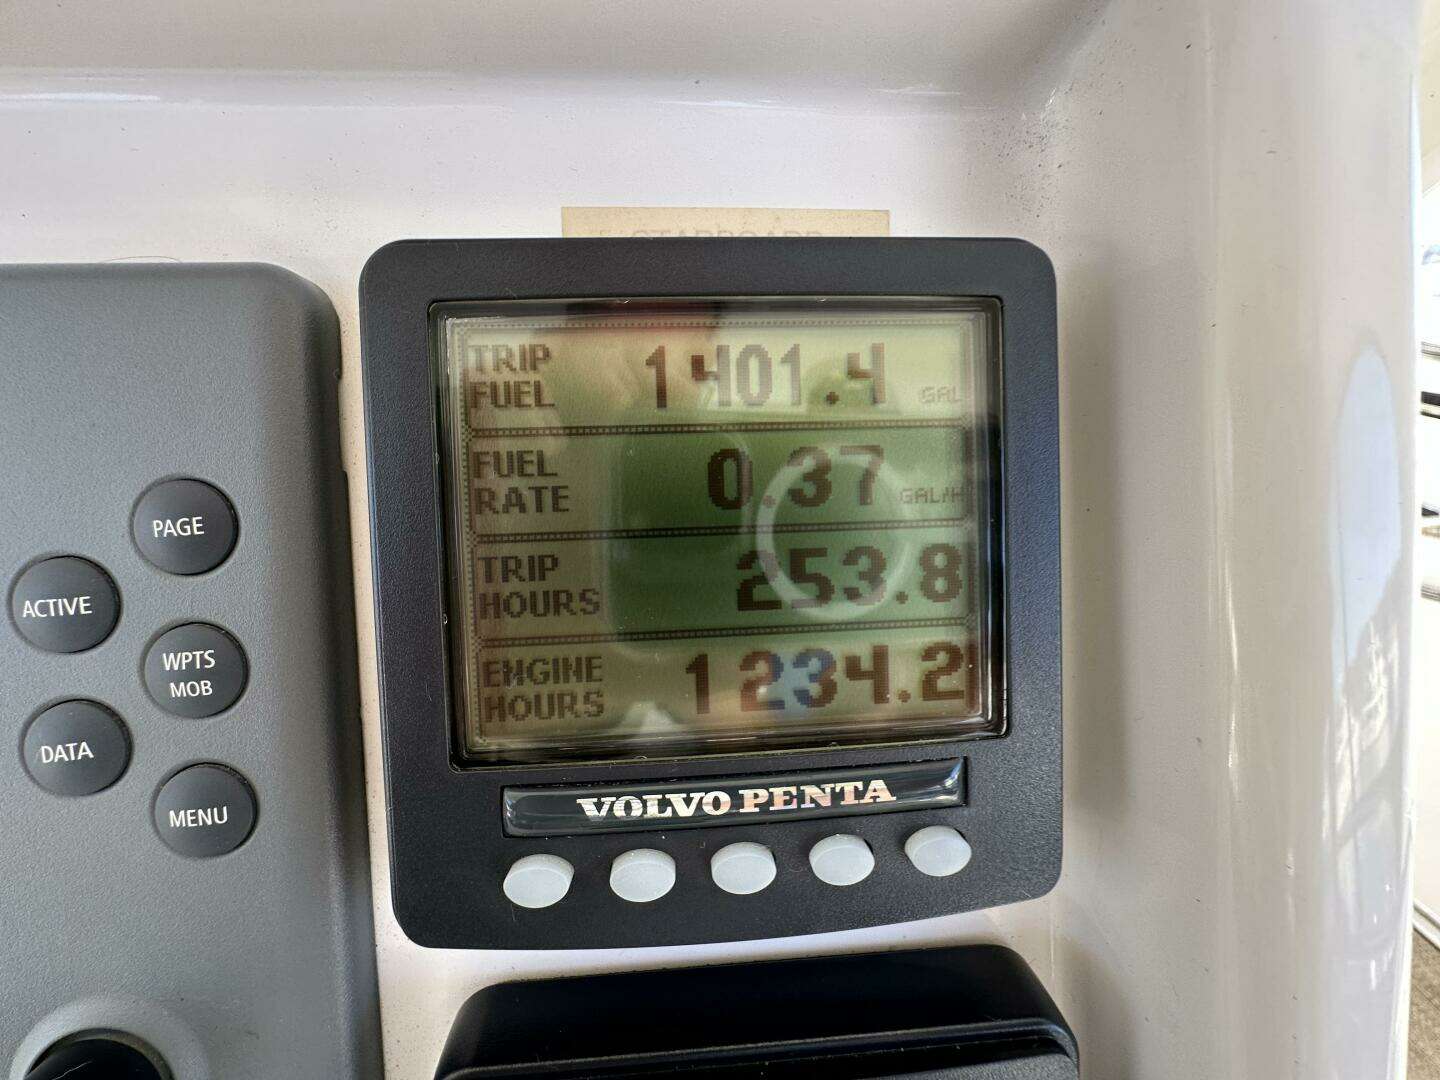 STARBOARD
TRIP FUEL 1401.4 GAL
FUEL RATE 0.37 GAL/H
TRIP HOURS 253.8
ENGINE HOURS 1234.2
VOLVO PENTA
PAGE
ACTIVE
WPTS
MOB
DATA
MENU